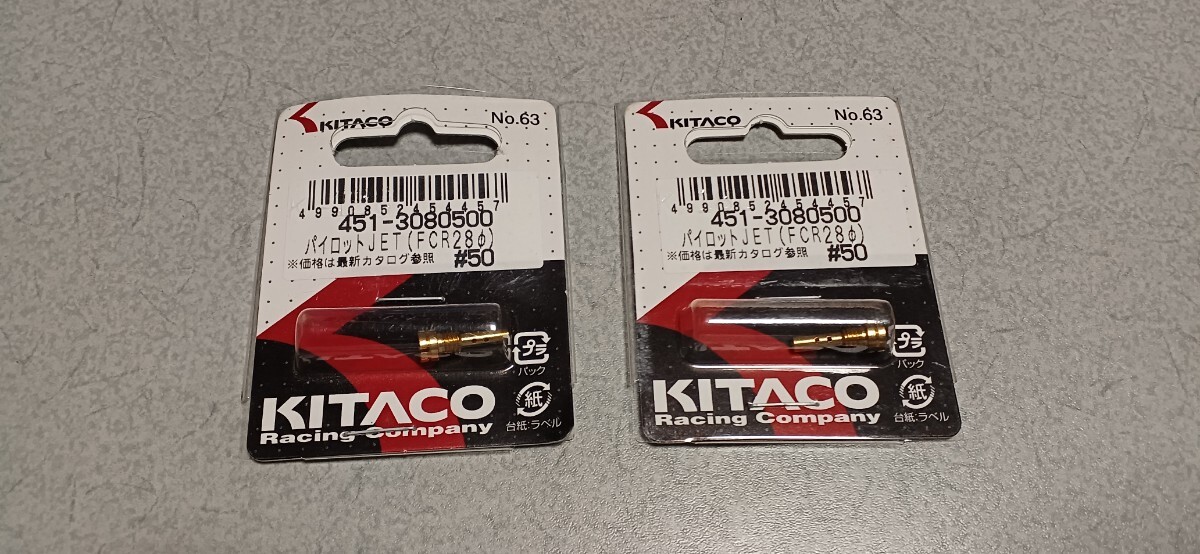 KITACO No.63
4990852454457
451-3080500
パイロットJET(FCR28φ)
※価格は最新カタログ参照 #50
プラ
パック
KITACO
Racing Company
紙
台紙:ラベル
KITACO No.63
4990852454457
451-3080500
パイロットJET(FCR28φ)
※価格は最新カタログ参照 #50
プラ
パック
KITACO
Racing Company
紙
台紙:ラベル